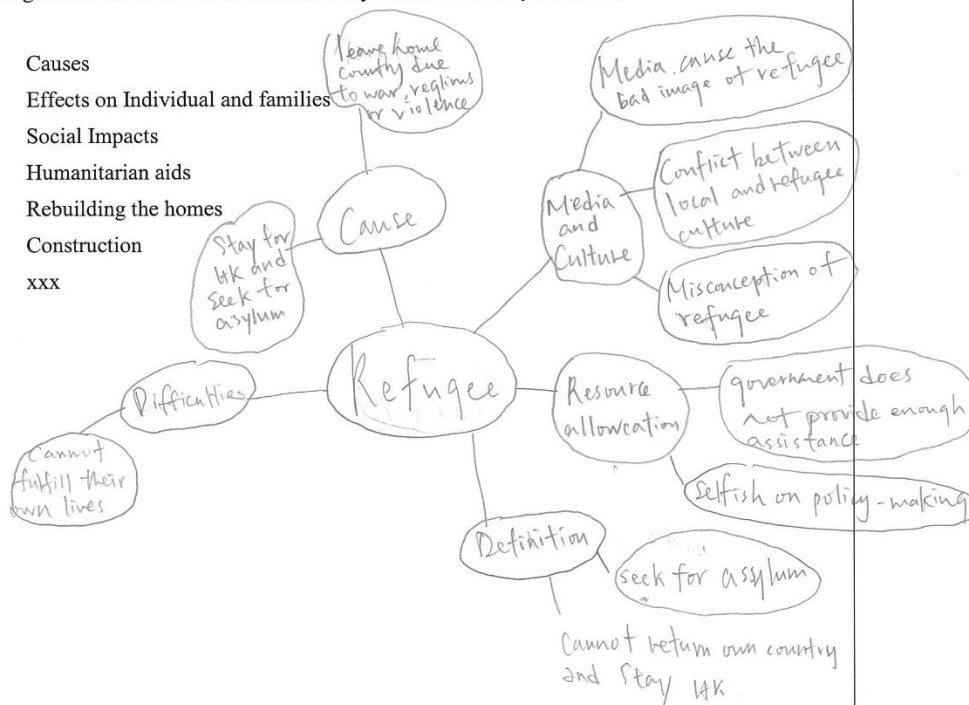 Causes
Effects on Individual and families
Social Impacts
Humanitarian aids
Rebuilding the homes
Construction
xxx
leave home
country due
to war, reglions
or violence
Cause
Stay for
HK and
seek for
asylum
Media cause the
bad image of refugee
Media
and
Culture
Conflict between
local and refugee
culture
Misconception of
refugee
Refugee
Difficulties
Cannot
fulfill their
own lives
Resource
allowcation
government does
not provide enough
assistance
Selfish on policy-making
Definition
seek for assylum
Cannot return own country
and Stay HK